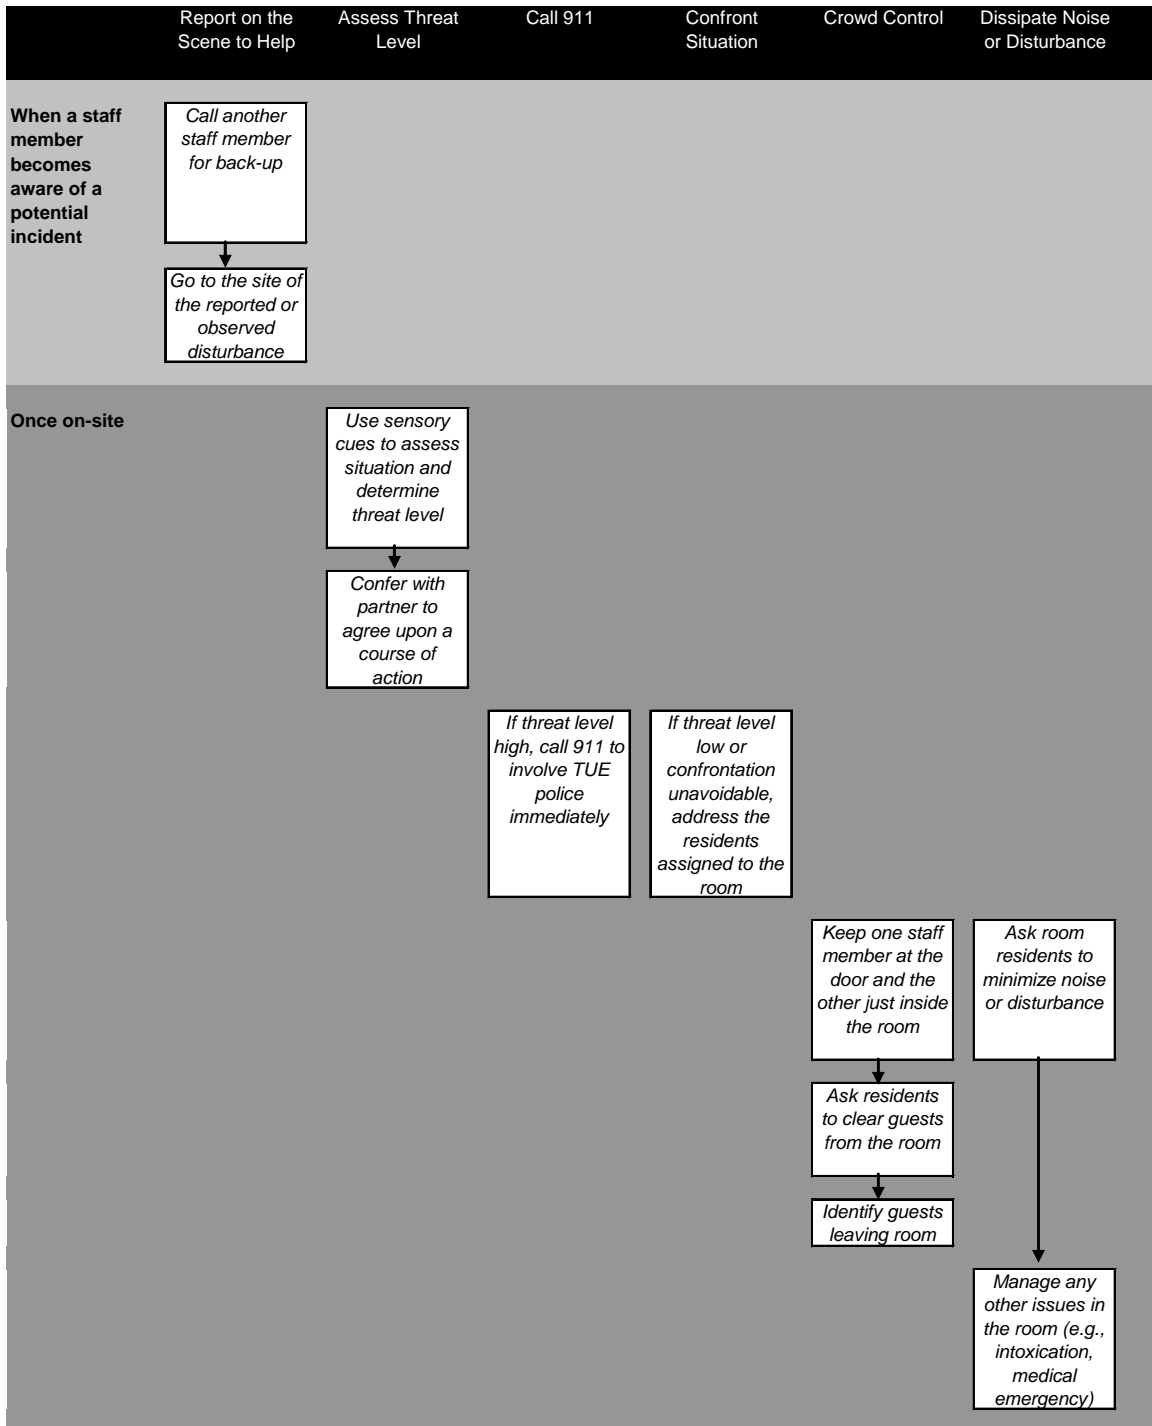 Report on the
Scene to Help
Assess Threat
Level
Call 911
Confront
Situation
Crowd Control
Dissipate Noise
or Disturbance
When a staff
member
becomes
aware of a
potential
incident
Call another
staff member
for back-up
Go to the site of
the reported or
observed
disturbance
Once on-site
Use sensory
cues to assess
situation and
determine
threat level
Confer with
partner to
agree upon a
course of
action
If threat level
high, call 911 to
involve TUE
police
immediately
If threat level
low or
confrontation
unavoidable,
address the
residents
assigned to the
room
Keep one staff
member at the
door and the
other just inside
the room
Ask residents
to clear guests
from the room
Identify guests
leaving room
Ask room
residents to
minimize noise
or disturbance
Manage any
other issues in
the room (e.g.,
intoxication,
medical
emergency)